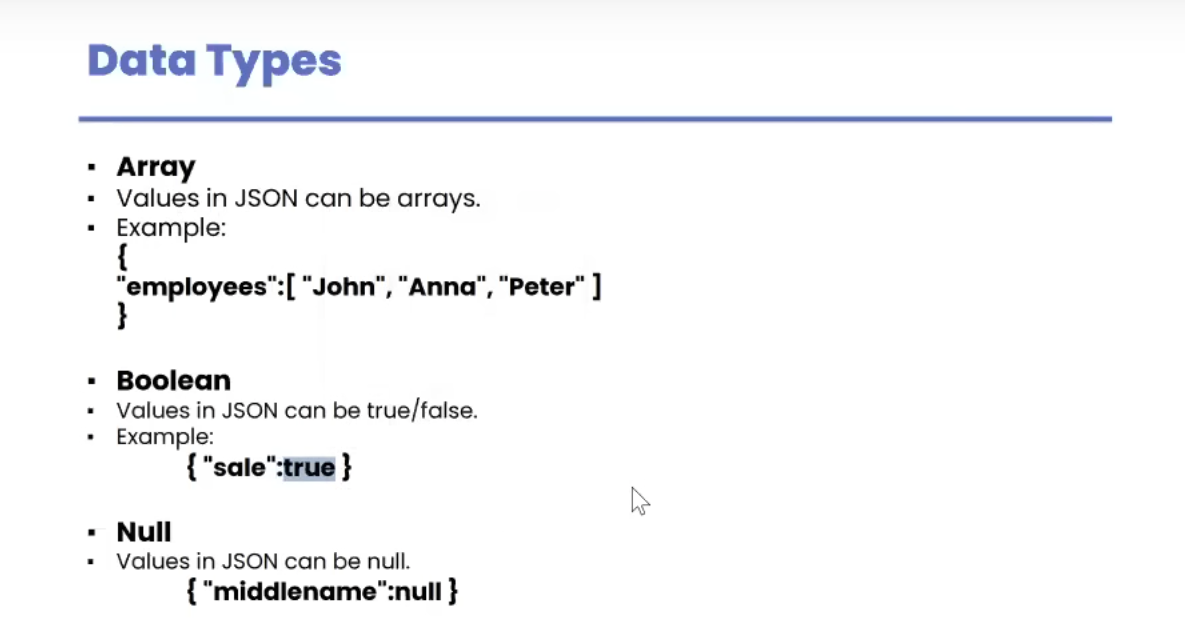 Data Types
▪ Array
▪ Values in JSON can be arrays.
▪ Example:
{
"employees":[ "John", "Anna", "Peter" ]
}
▪ Boolean
▪ Values in JSON can be true/false.
▪ Example:
{ "sale":true }
▪ Null
▪ Values in JSON can be null.
{ "middlename":null }